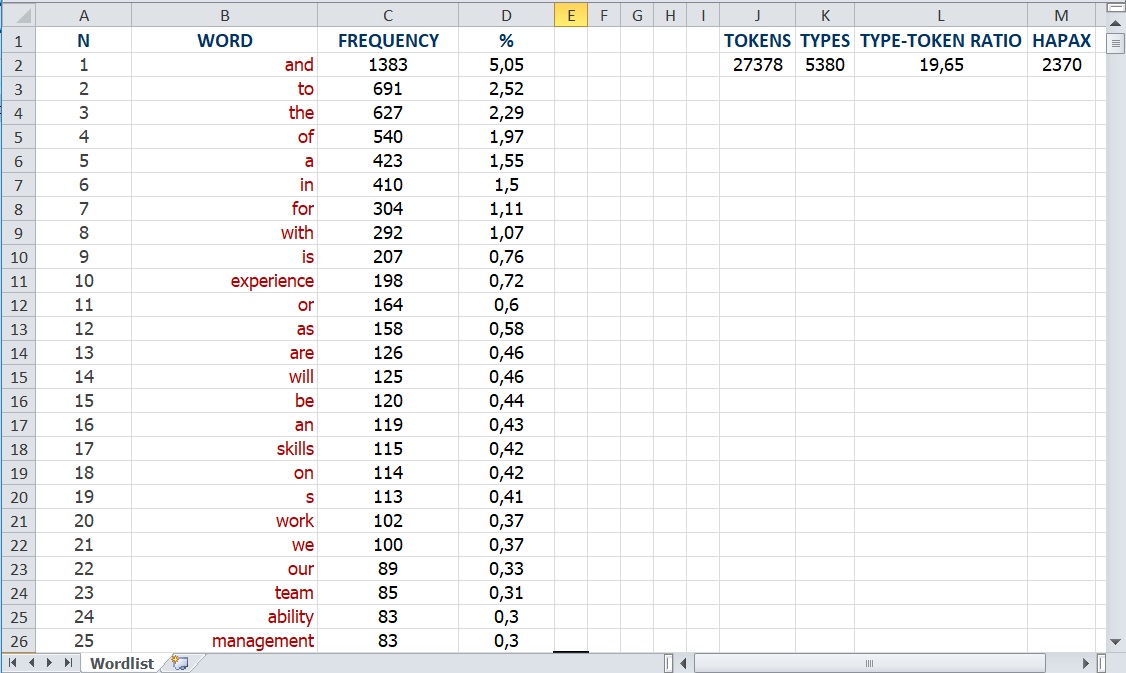 A B C D E F G H I J K L M
1 N WORD FREQUENCY % TOKENS TYPES TYPE-TOKEN RATIO HAPAX
2 1 and 1383 5,05 27378 5380 19,65 2370
3 2 to 691 2,52
4 3 the 627 2,29
5 4 of 540 1,97
6 5 a 423 1,55
7 6 in 410 1,5
8 7 for 304 1,11
9 8 with 292 1,07
10 9 is 207 0,76
11 10 experience 198 0,72
12 11 or 164 0,6
13 12 as 158 0,58
14 13 are 126 0,46
15 14 will 125 0,46
16 15 be 120 0,44
17 16 an 119 0,43
18 17 skills 115 0,42
19 18 on 114 0,42
20 19 s 113 0,41
21 20 work 102 0,37
22 21 we 100 0,37
23 22 our 89 0,33
24 23 team 85 0,31
25 24 ability 83 0,3
26 25 management 83 0,3
Wordlist